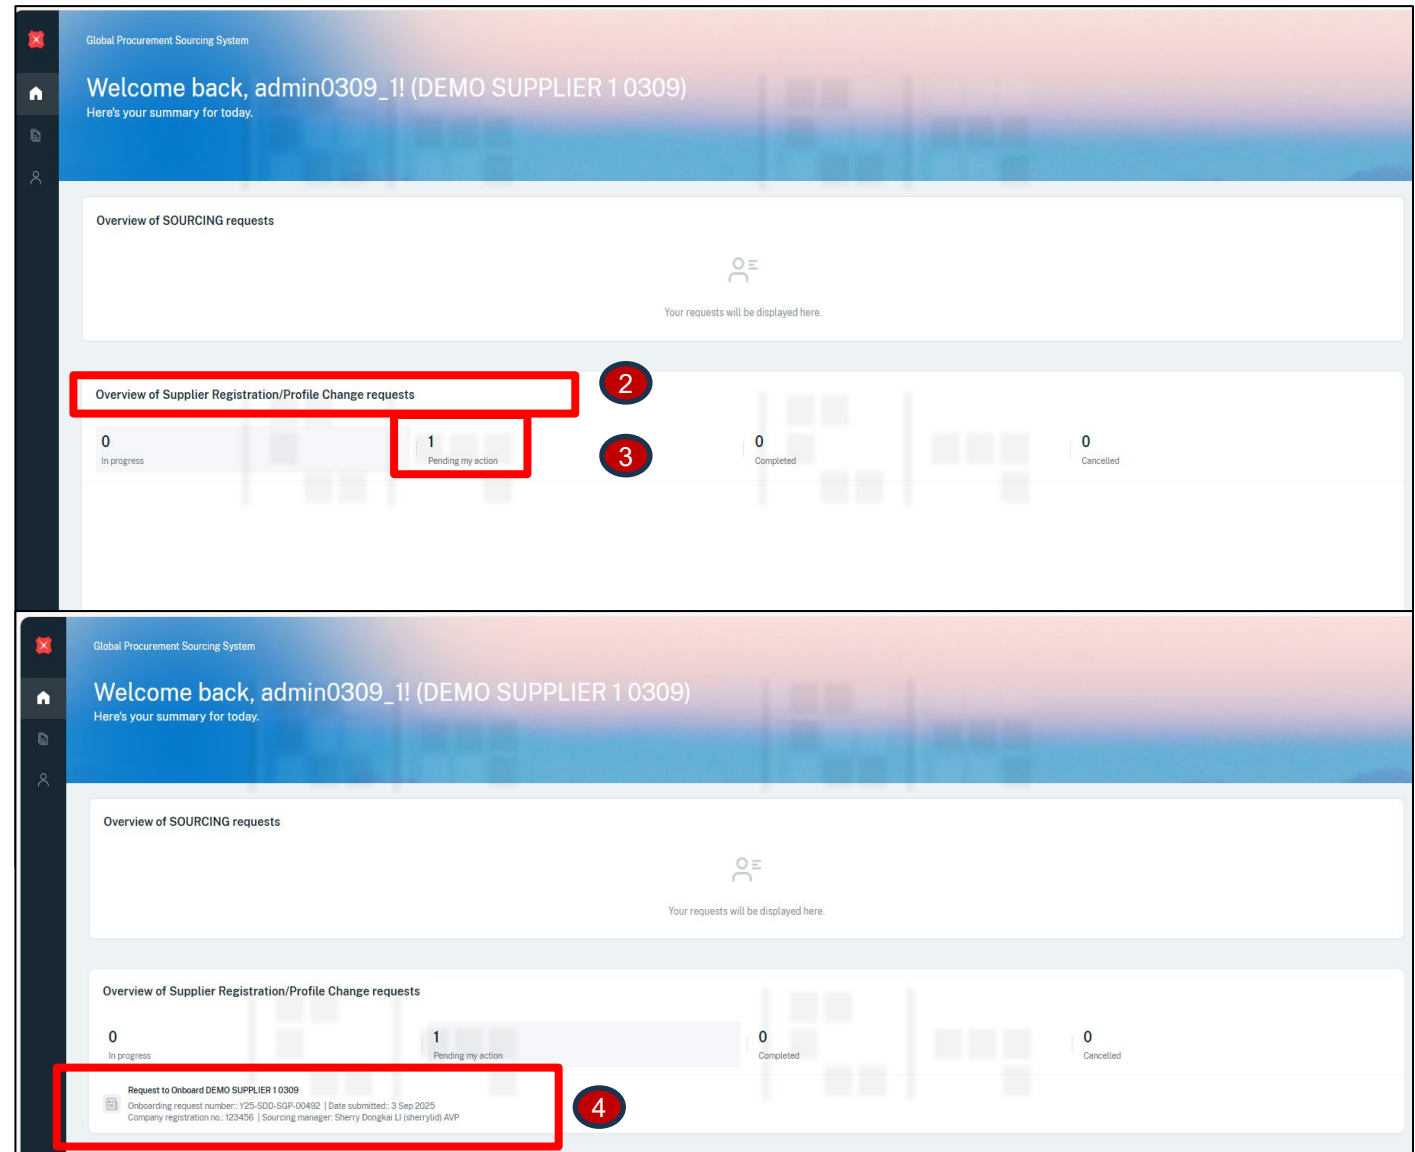 Global Procurement Sourcing System
Welcome back, admin0309_1! (DEMO SUPPLIER 1 0309)
Here's your summary for today.
Overview of SOURCING requests
Your requests will be displayed here.
Overview of Supplier Registration/Profile Change requests
2
0
In progress
1
Pending my action
3
0
Completed
0
Cancelled
Global Procurement Sourcing System
Welcome back, admin0309_1! (DEMO SUPPLIER 1 0309)
Here's your summary for today.
Overview of SOURCING requests
Your requests will be displayed here.
Overview of Supplier Registration/Profile Change requests
0
In progress
1
Pending my action
0
Completed
0
Cancelled
Request to Onboard DEMO SUPPLIER 1 0309
Onboarding request number:: Y25-SDD-SGP-00492 | Date submitted:: 3 Sep 2025
Company registration no.: 123456 | Sourcing manager: Sherry Dongkai LI (sherrylid) AVP
4